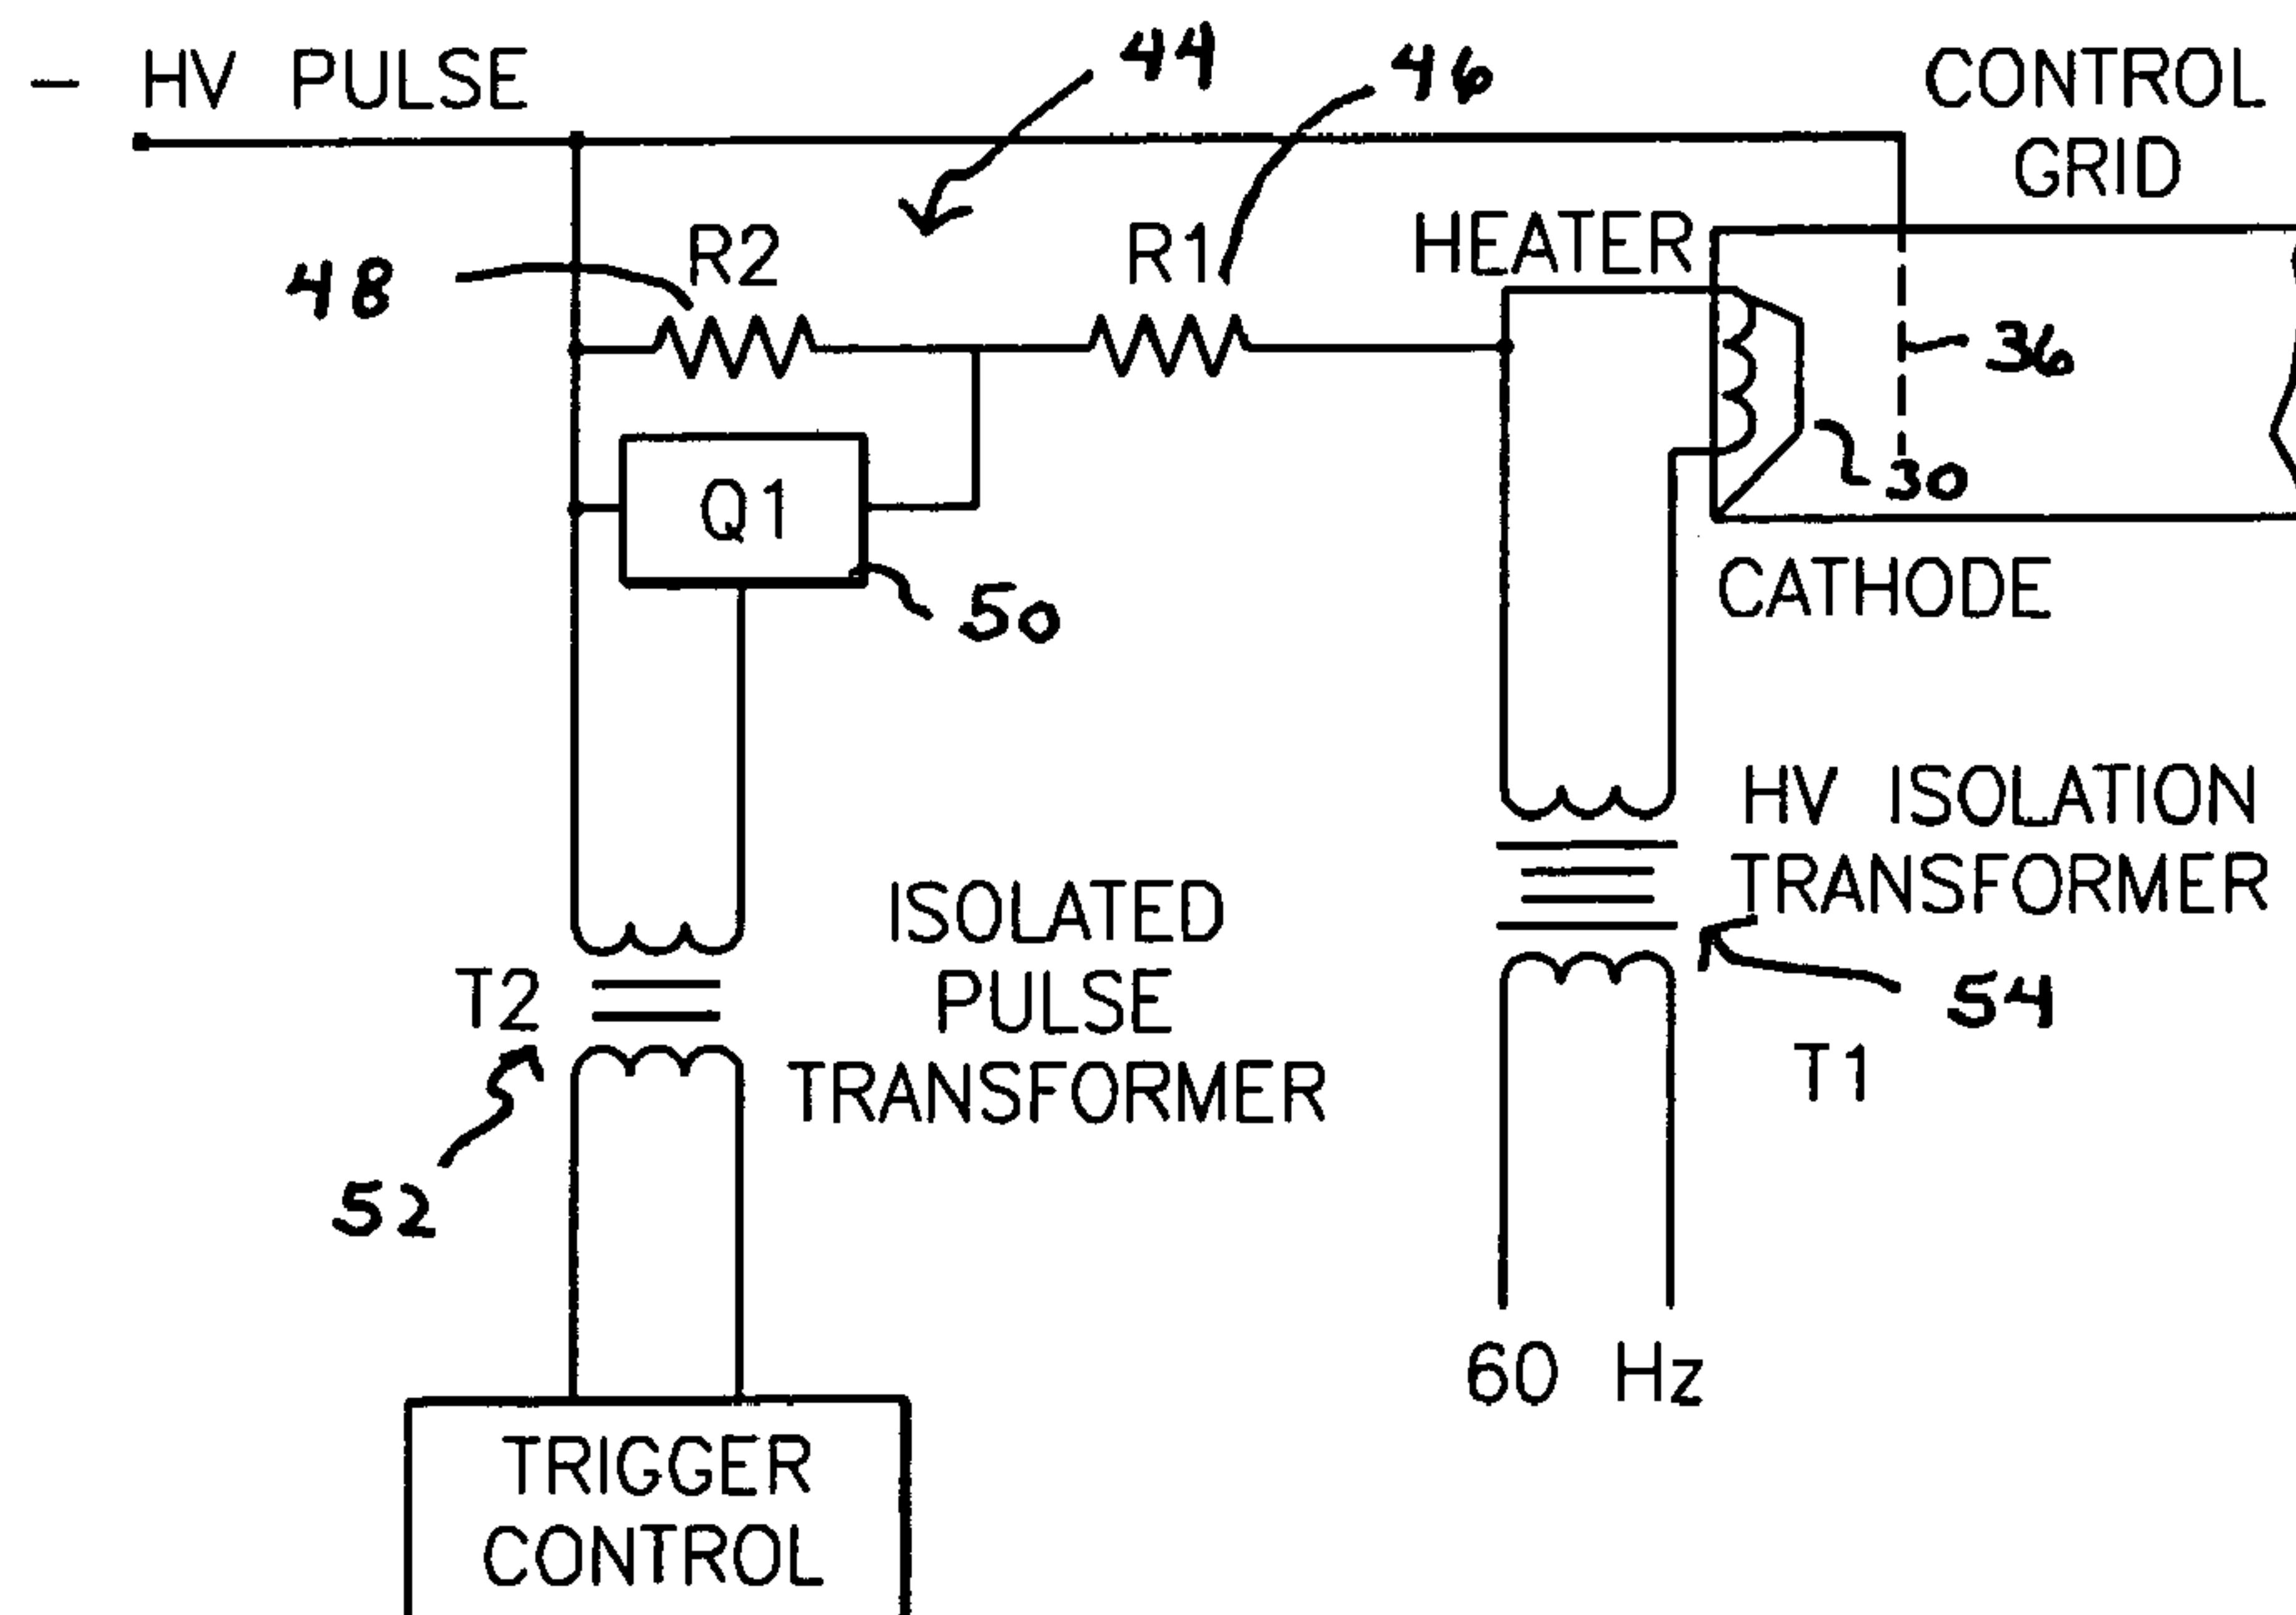 - HV PULSE
44
46
CONTROL
GRID
R2
R1
HEATER
48
36
Q1
30
50
CATHODE
HV ISOLATION
TRANSFORMER
ISOLATED
PULSE
TRANSFORMER
T2
54
T1
52
60 Hz
TRIGGER
CONTROL